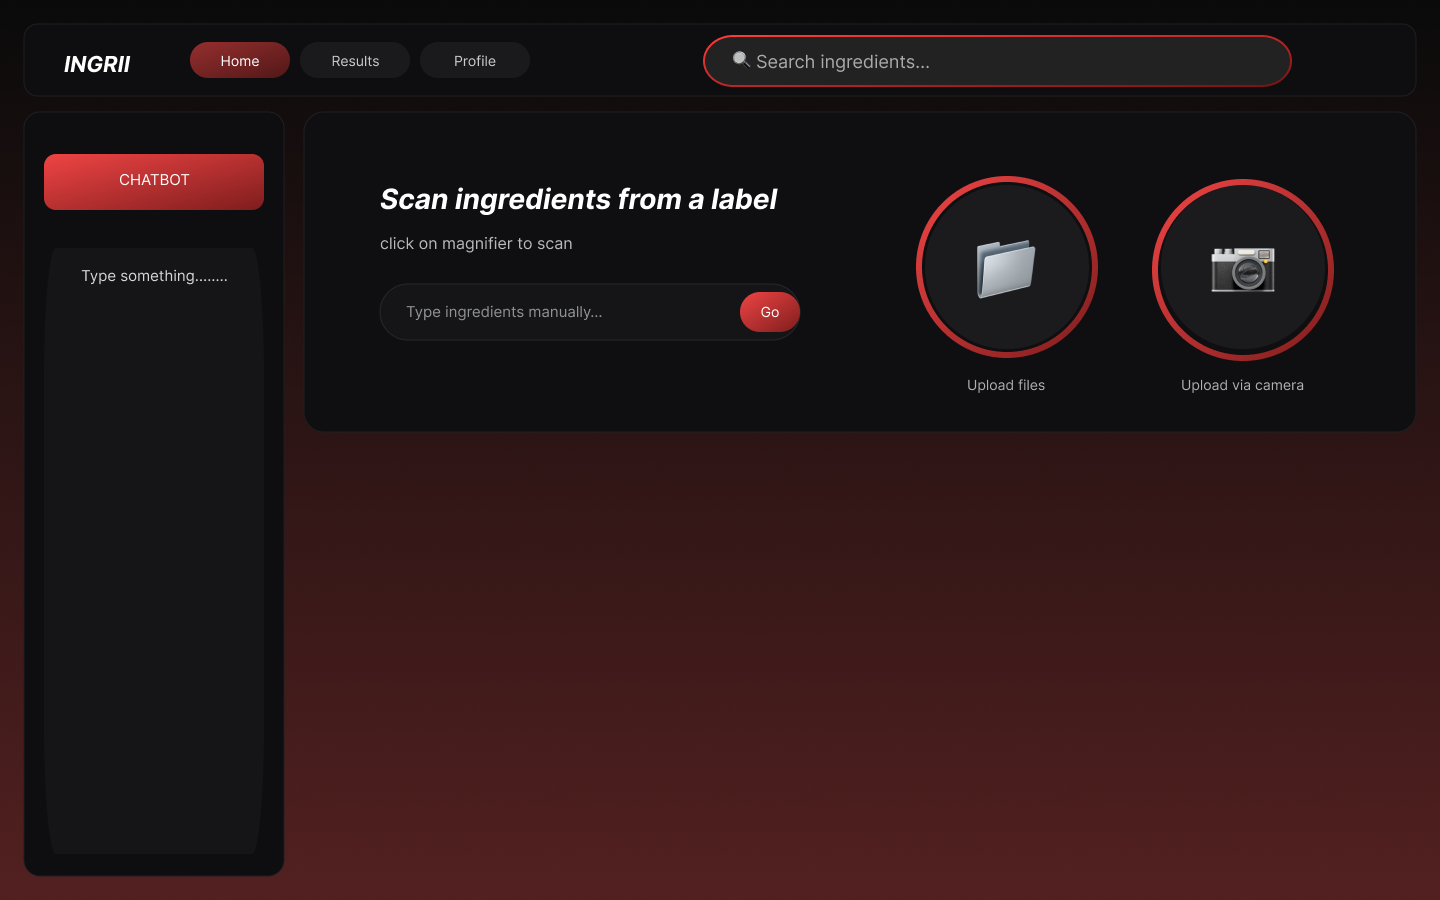 INGRII
Home
Results
Profile
Search ingredients...
CHATBOT
Type something........
Scan ingredients from a label
click on magnifier to scan
Type ingredients manually...
Go
Upload files
Upload via camera